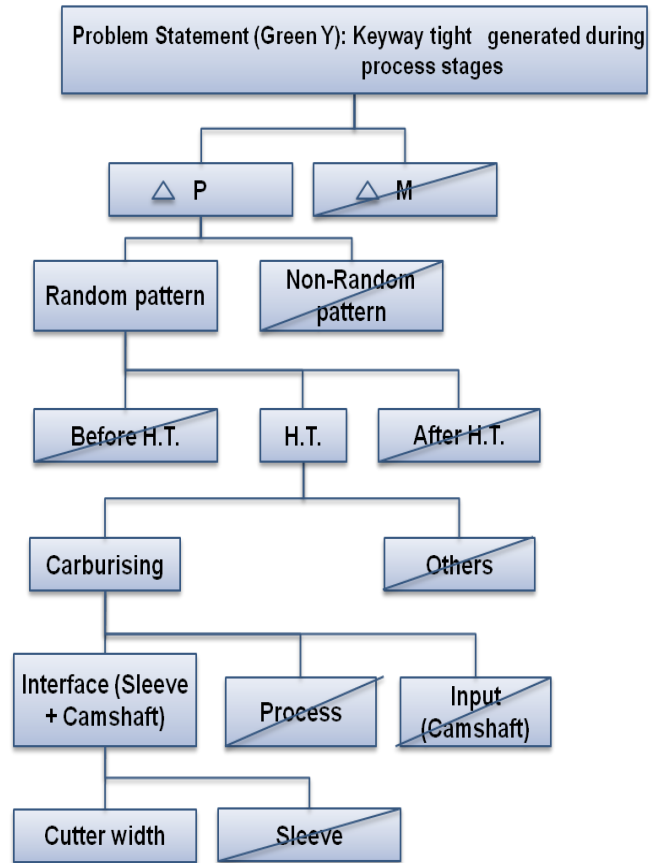 Problem Statement (Green Y): Keyway tight generated during
process stages
△ P
△ M
Random pattern
Non-Random
pattern
Before H.T.
H.T.
After H.T.
Carburising
Others
Interface (Sleeve
+ Camshaft)
Process
Input
(Camshaft)
Cutter width
Sleeve